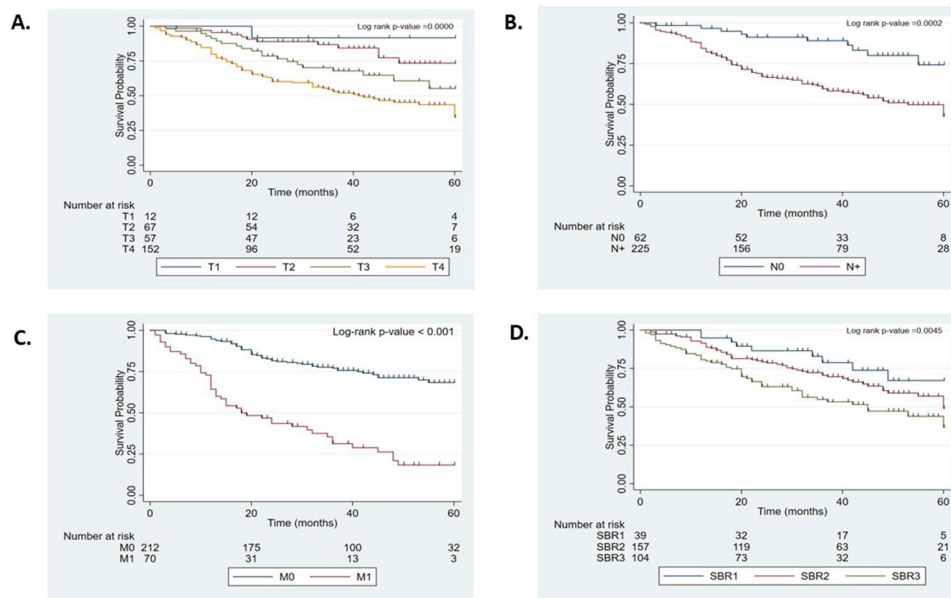 A.
Log rank p-value =0.0000
Survival Probability
1.00
0.75
0.50
0.25
0.00
0 20 40 60
Time (months)
Number at risk
T1 12 12 6 4
T2 67 54 32 7
T3 57 47 23 6
T4 152 96 52 19
T1 T2 T3 T4
B.
Log rank p-value =0.0002
Survival Probability
1.00
0.75
0.50
0.25
0.00
0 20 40 60
Time (months)
Number at risk
N0 62 52 33 8
N+ 225 156 79 28
N0 N+
C.
Log-rank p-value < 0.001
Survival Probability
1.00
0.75
0.50
0.25
0.00
0 20 40 60
Time (months)
Number at risk
M0 212 175 100 32
M1 70 31 13 3
M0 M1
D.
Log rank p-value =0.0045
Survival Probability
1.00
0.75
0.50
0.25
0.00
0 20 40 60
Time (months)
Number at risk
SBR1 39 32 17 5
SBR2 157 119 63 21
SBR3 104 73 32 6
SBR1 SBR2 SBR3